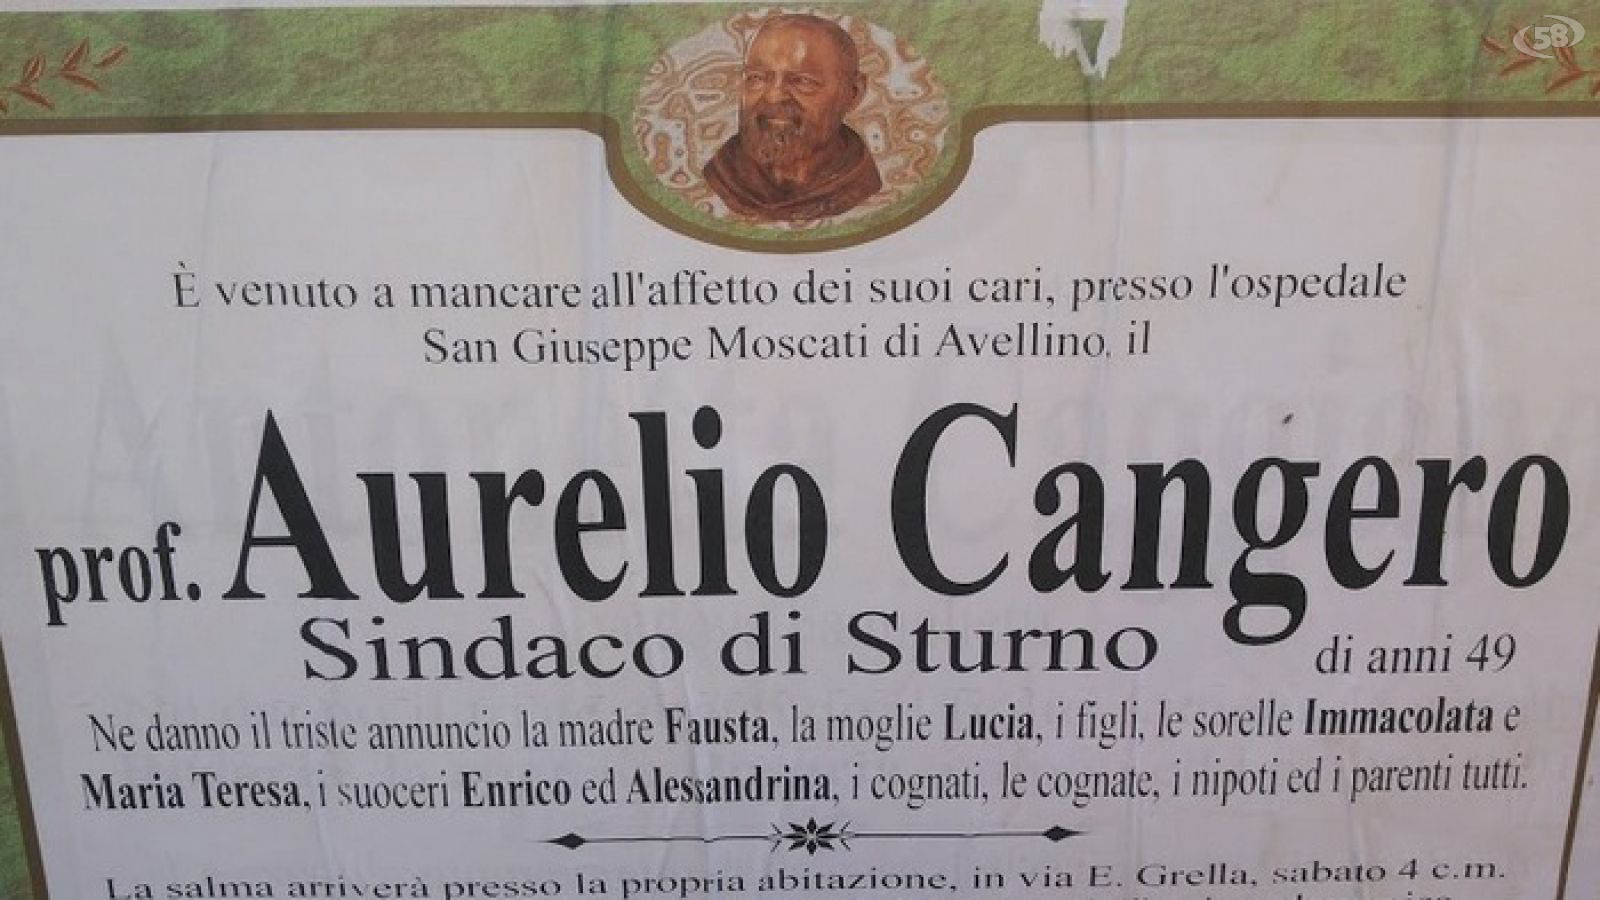 58
È venuto a mancare all'affetto dei suoi cari, presso l'ospedale
San Giuseppe Moscati di Avellino, il
prof. Aurelio Cangero
Sindaco di Sturno di anni 49
Ne danno il triste annuncio la madre Fausta, la moglie Lucia, i figli, le sorelle Immacolata e
Maria Teresa, i suoceri Enrico ed Alessandrina, i cognati, le cognate, i nipoti ed i parenti tutti.
La salma arriverà presso la propria abitazione, in via E. Grella, sabato 4 c.m.